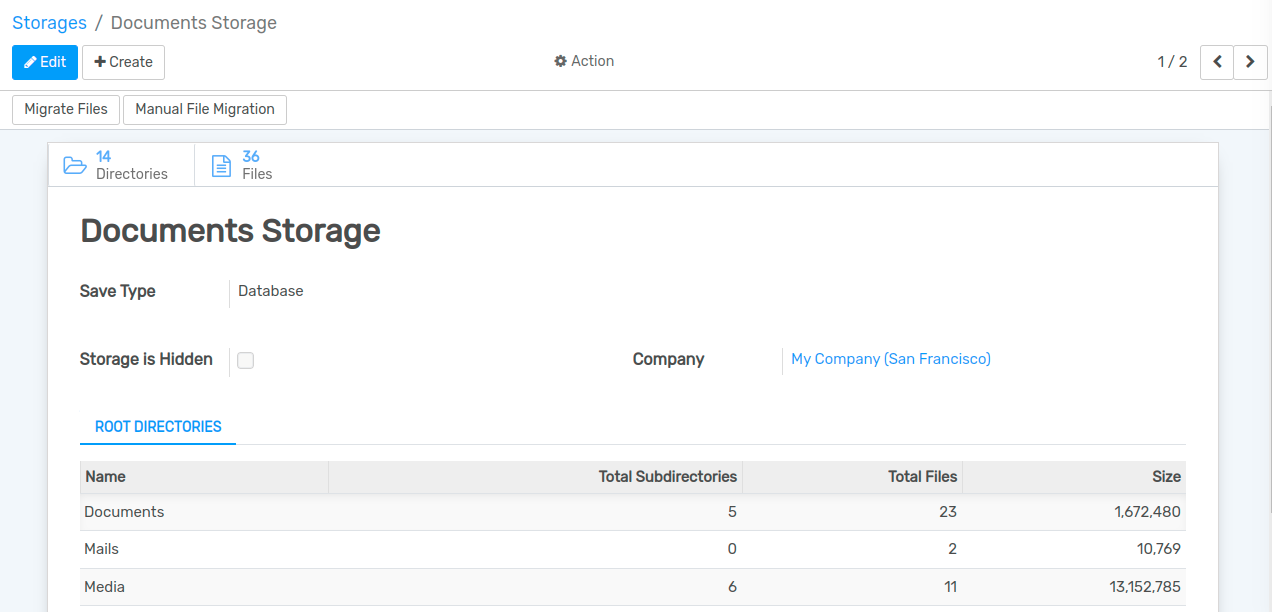 Storages / Documents Storage
Edit Create Action 1 / 2
Migrate Files Manual File Migration
14 Directories 36 Files
Documents Storage
Save Type Database
Storage is Hidden Company My Company (San Francisco)
ROOT DIRECTORIES
Name Total Subdirectories Total Files Size
Documents 5 23 1,672,480
Mails 0 2 10,769
Media 6 11 13,152,785